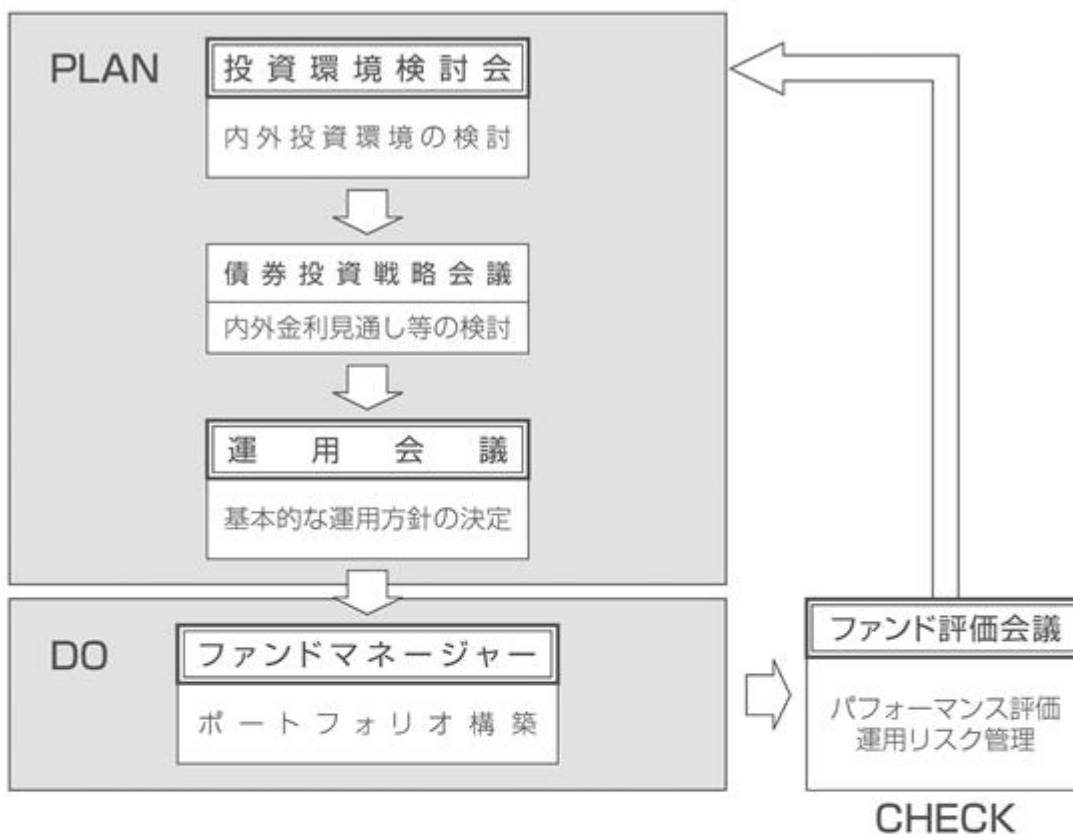 PLAN
投資環境検討会
内外投資環境の検討
債券投資戦略会議
内外金利見通し等の検討
運用会議
基本的な運用方針の決定
DO
ファンドマネージャー
ポートフォリオ構築
ファンド評価会議
パフォーマンス評価
運用リスク管理
CHECK